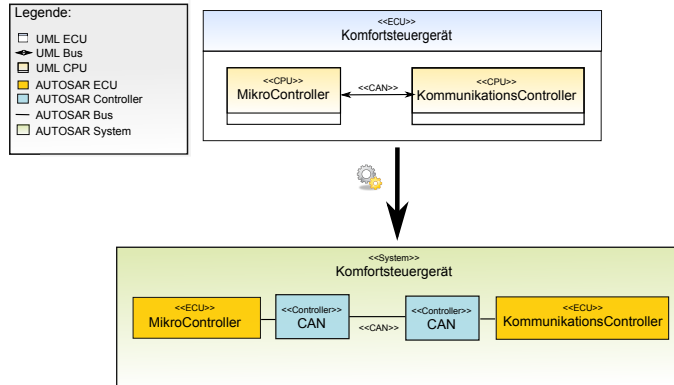 Legende:
UML ECU
UML Bus
UML CPU
AUTOSAR ECU
AUTOSAR Controller
AUTOSAR Bus
AUTOSAR System
<<ECU>>
Komfortsteuergerät
<<CPU>>
MikroController
<<CAN>>
<<CPU>>
KommunikationsController
<<System>>
Komfortsteuergerät
<<ECU>>
MikroController
<<Controller>>
CAN
<<CAN>>
<<Controller>>
CAN
<<ECU>>
KommunikationsController